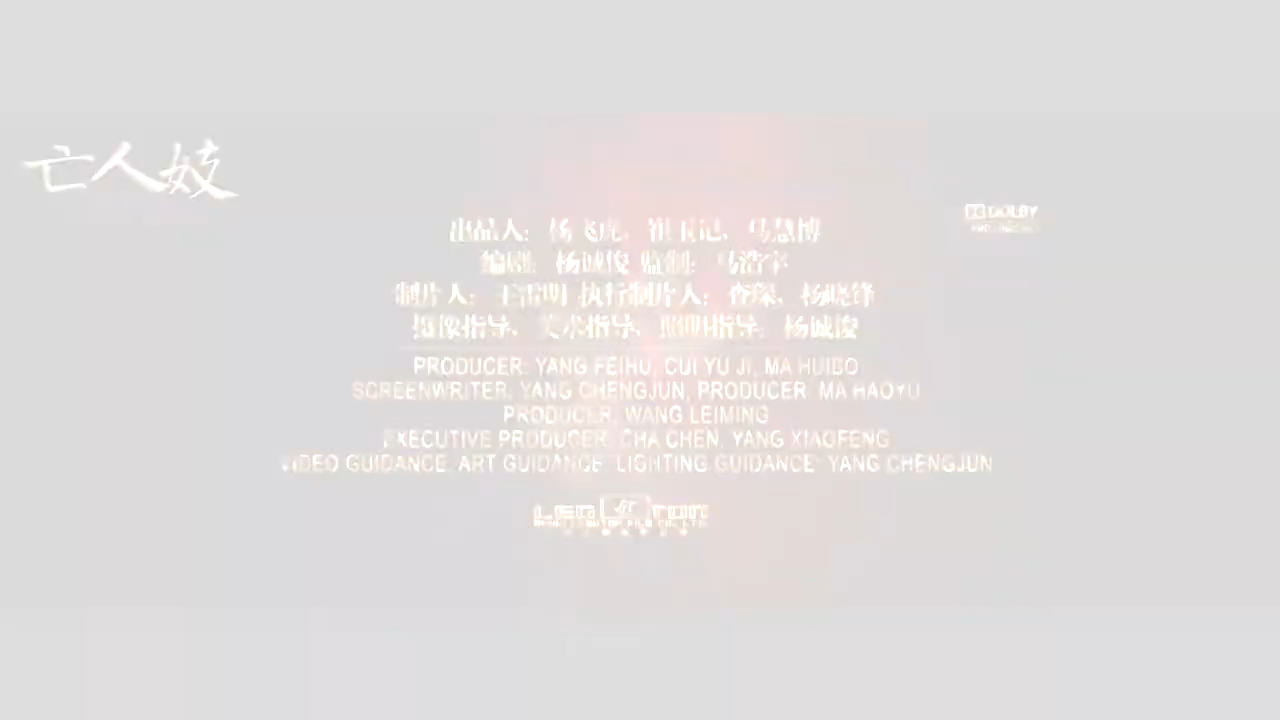 亡人妓
DOLBY
出品人：杨飞虎、崔玉记、马慧博
编剧：杨诚俊 监制：马浩宇
制片人：王雷明 执行制片人：查琛、杨晓锋
摄像指导、美术指导、照明指导：杨诚俊
PRODUCER: YANG FEIHU, CUI YU JI, MA HUIBO
SCREENWRITER: YANG CHENGJUN, PRODUCER: MA HAOYU
PRODUCER: WANG LEIMING
EXECUTIVE PRODUCER: CHA CHEN, YANG XIAOFENG
VIDEO GUIDANCE, ART GUIDANCE, LIGHTING GUIDANCE: YANG CHENGJUN